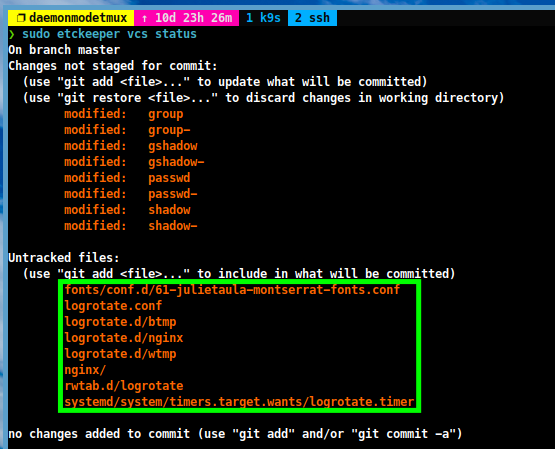 ❐ daemonmodetmux ↑ 10d 23h 26m 1 k9s 2 ssh
❯ sudo etckeeper vcs status
On branch master
Changes not staged for commit:
  (use "git add <file>..." to update what will be committed)
  (use "git restore <file>..." to discard changes in working directory)
        modified:   group
        modified:   group-
        modified:   gshadow
        modified:   gshadow-
        modified:   passwd
        modified:   passwd-
        modified:   shadow
        modified:   shadow-
Untracked files:
  (use "git add <file>..." to include in what will be committed)
        fonts/conf.d/61-julietaula-montserrat-fonts.conf
        logrotate.conf
        logrotate.d/btmp
        logrotate.d/nginx
        logrotate.d/wtmp
        nginx/
        rwtab.d/logrotate
        systemd/system/timers.target.wants/logrotate.timer
no changes added to commit (use "git add" and/or "git commit -a")